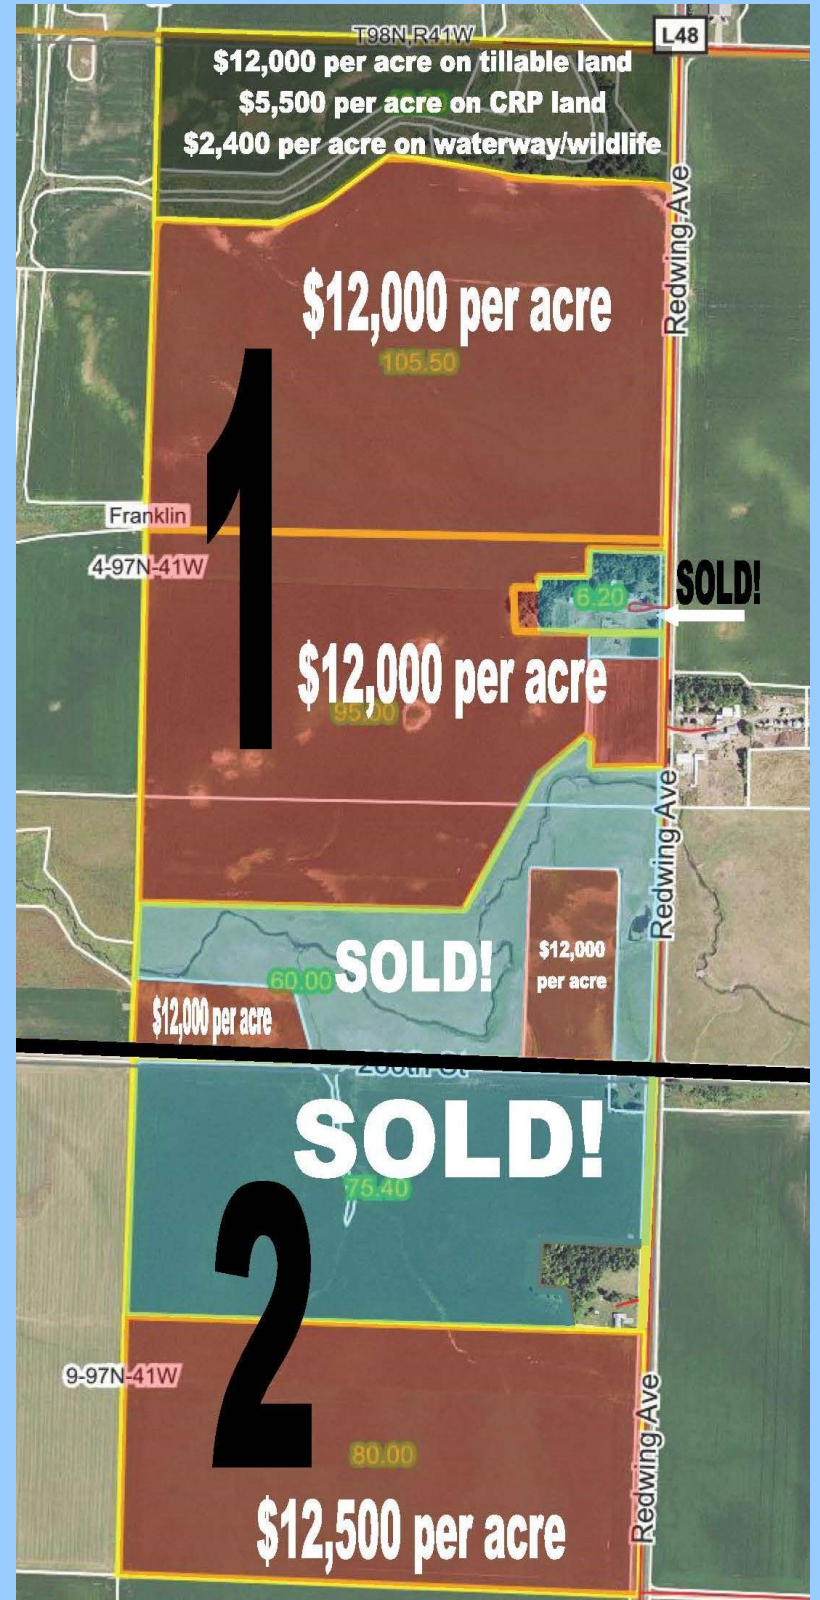 T98N,R41W
L48
$12,000 per acre on tillable land
$5,500 per acre on CRP land
$2,400 per acre on waterway/wildlife
Redwing Ave
$12,000 per acre
105.50
1
Franklin
4-97N-41W
6.20
SOLD!
$12,000 per acre
95.00
Redwing Ave
$12,000
per acre
SOLD!
60.00
$12,000 per acre
SOLD!
75.40
2
9-97N-41W
Redwing Ave
80.00
$12,500 per acre